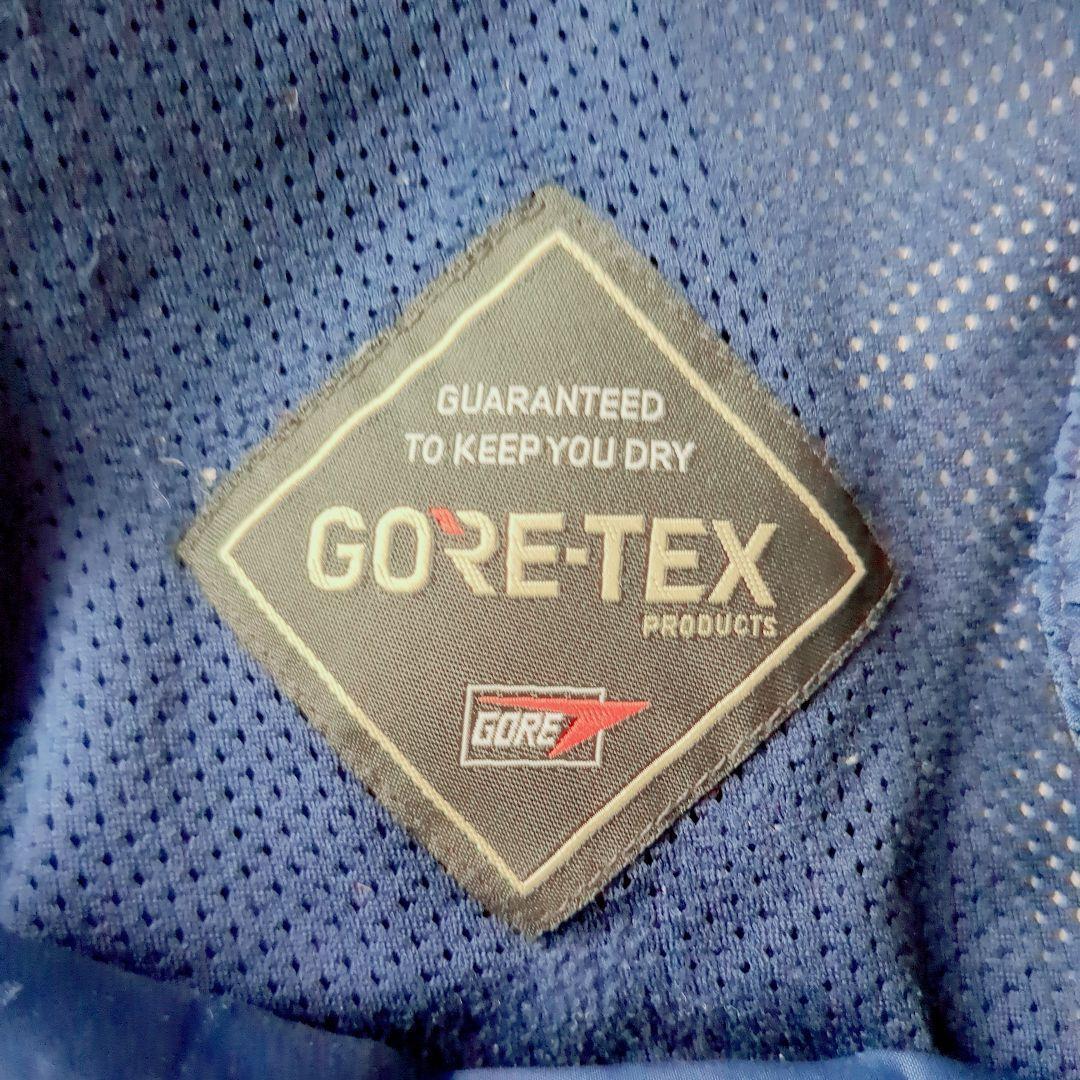 GUARANTEED
TO KEEP YOU DRY
GORE-TEX
PRODUCTS
GORE